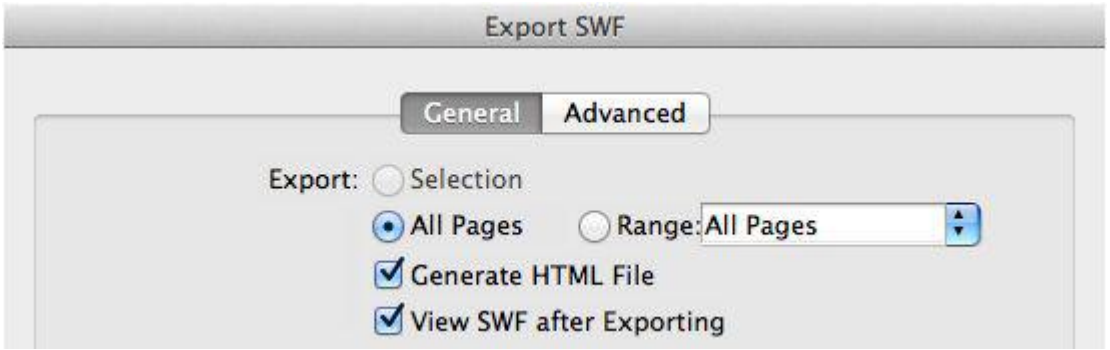 Export SWF
General Advanced
Export: Selection
All Pages Range: All Pages
Generate HTML File
View SWF after Exporting